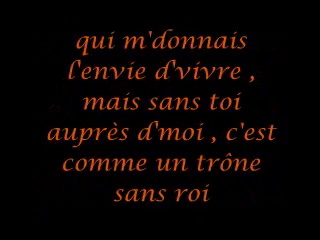 qui m'donnais
l'envie d'vivre ,
mais sans toi
auprès d'moi , c'est
comme un trône
sans roi